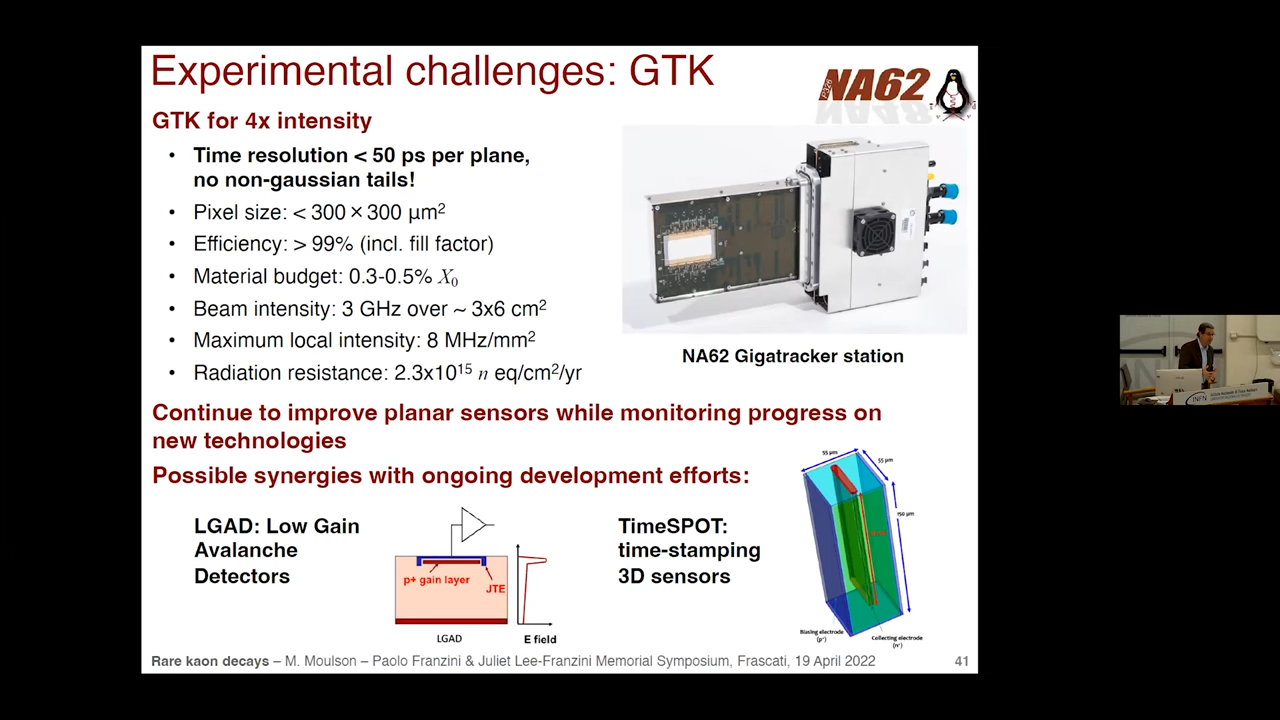 Experimental challenges: GTK
NA62
GTK for 4x intensity
• Time resolution < 50 ps per plane,
no non-gaussian tails!
• Pixel size: < 300 × 300 μm²
• Efficiency: > 99% (incl. fill factor)
• Material budget: 0.3-0.5% X₀
• Beam intensity: 3 GHz over ~ 3x6 cm²
• Maximum local intensity: 8 MHz/mm²
• Radiation resistance: 2.3x10¹⁵ n eq/cm²/yr
NA62 Gigatracker station
Continue to improve planar sensors while monitoring progress on
new technologies
Possible synergies with ongoing development efforts:
LGAD: Low Gain
Avalanche
Detectors
p+ gain layer
JTE
LGAD
E field
TimeSPOT:
time-stamping
3D sensors
55 μm
55 μm
150 μm
Biasing electrode
(p⁺)
Collecting electrode
(n⁺)
Rare kaon decays – M. Moulson – Paolo Franzini & Juliet Lee-Franzini Memorial Symposium, Frascati, 19 April 2022
41
INFN